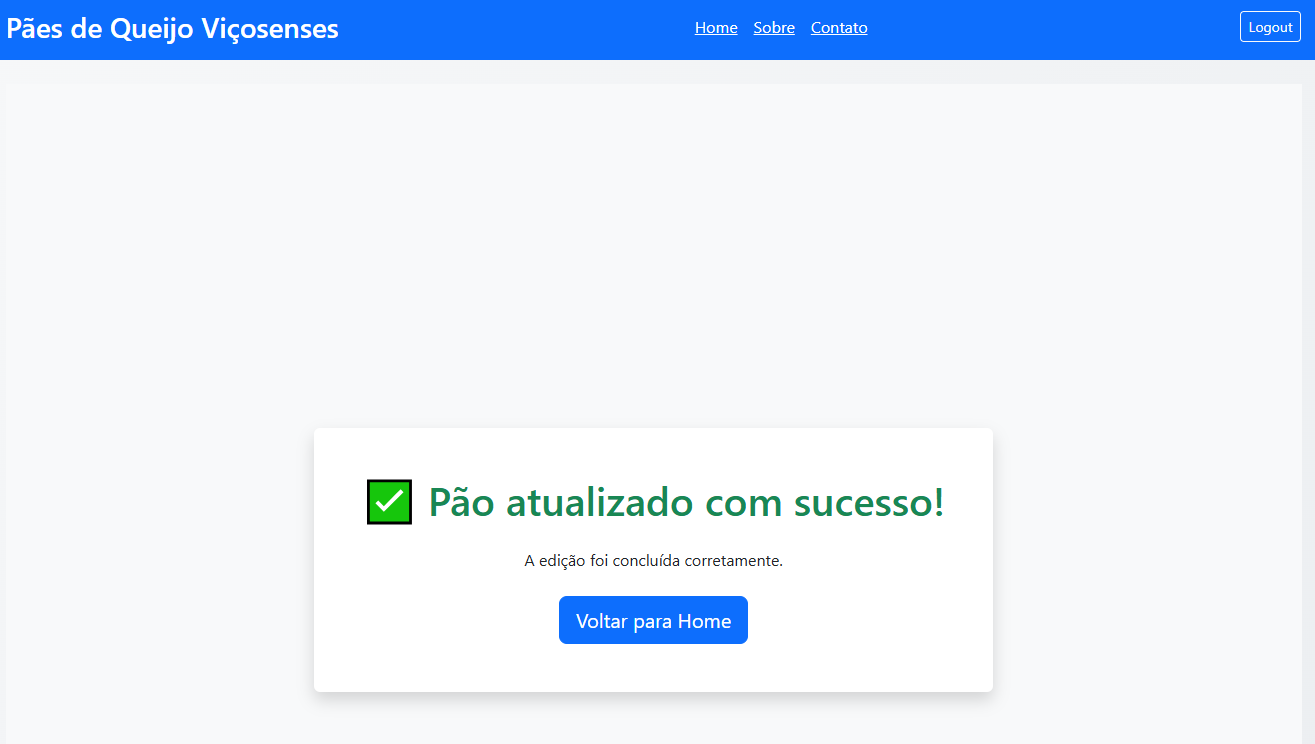 Pães de Queijo Viçosenses
Home Sobre Contato
Logout
Pão atualizado com sucesso!
A edição foi concluída corretamente.
Voltar para Home